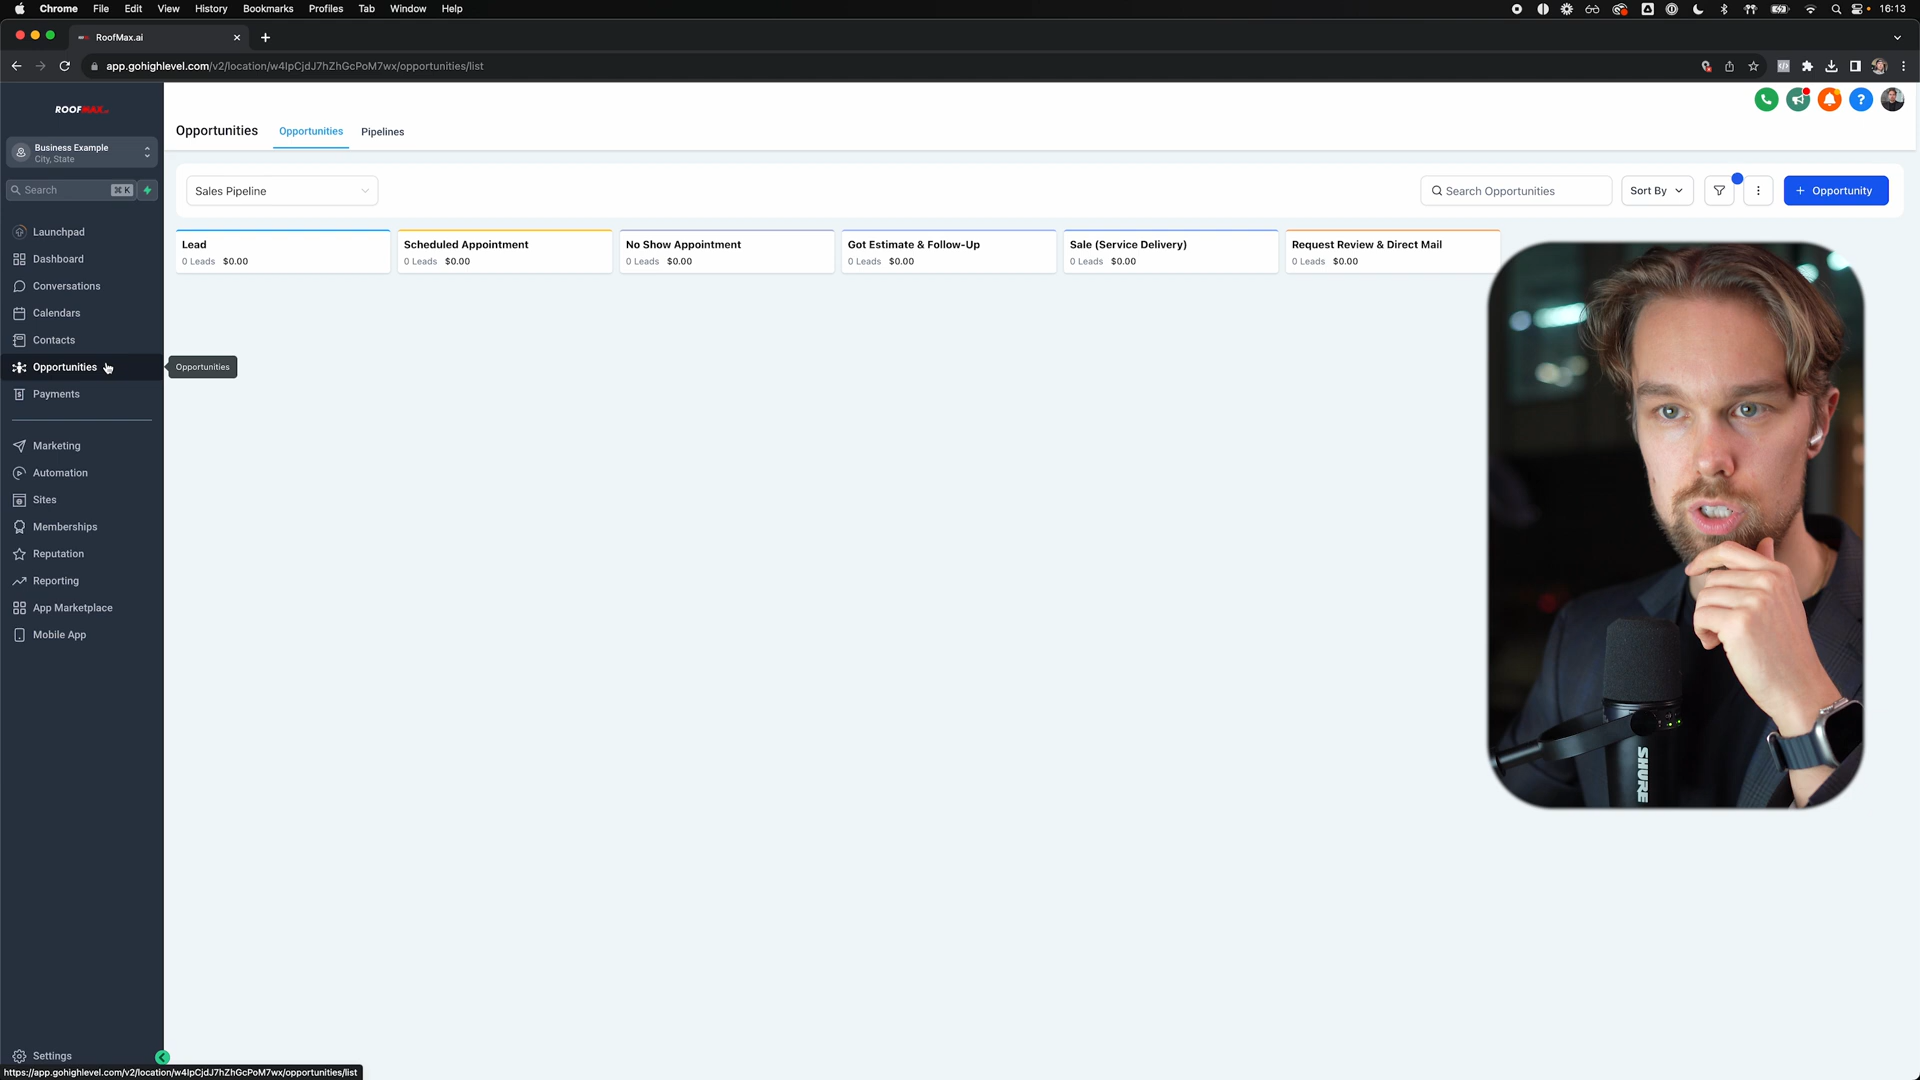 Chrome File Edit View History Bookmarks Profiles Tab Window Help 16:13
RoofMax.ai
app.gohighlevel.com/v2/location/w4IpCjdJ7hZhGcPoM7wx/opportunities/list
ROOFMAX.ai
Opportunities Opportunities Pipelines
Business Example
City, State
Search ⌘ K
Sales Pipeline
Search Opportunities
Sort By
+ Opportunity
Lead
0 Leads $0.00
Scheduled Appointment
0 Leads $0.00
No Show Appointment
0 Leads $0.00
Got Estimate & Follow-Up
0 Leads $0.00
Sale (Service Delivery)
0 Leads $0.00
Request Review & Direct Mail
0 Leads $0.00
Launchpad
Dashboard
Conversations
Calendars
Contacts
Opportunities
Opportunities
Payments
Marketing
Automation
Sites
Memberships
Reputation
Reporting
App Marketplace
Mobile App
Settings
https://app.gohighlevel.com/v2/location/w4IpCjdJ7hZhGcPoM7wx/opportunities/list
SHURE